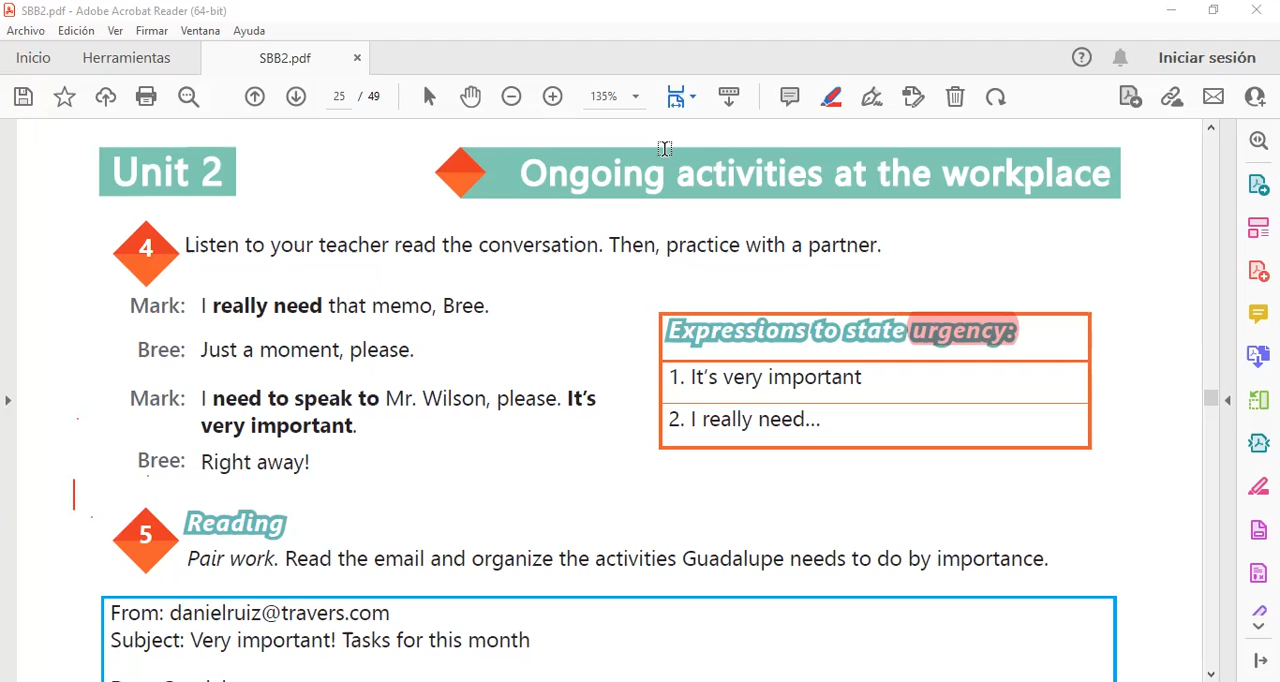 SBB2.pdf - Adobe Acrobat Reader (64-bit)
Archivo Edición Ver Firmar Ventana Ayuda
Inicio Herramientas SBB2.pdf × Iniciar sesión
25 / 49 135%
Unit 2 Ongoing activities at the workplace
4 Listen to your teacher read the conversation. Then, practice with a partner.
Mark: I really need that memo, Bree.
Bree: Just a moment, please.
Mark: I need to speak to Mr. Wilson, please. It’s
very important.
Bree: Right away!
Expressions to state urgency:
1. It’s very important
2. I really need...
5 Reading
Pair work. Read the email and organize the activities Guadalupe needs to do by importance.
From: danielruiz@travers.com
Subject: Very important! Tasks for this month